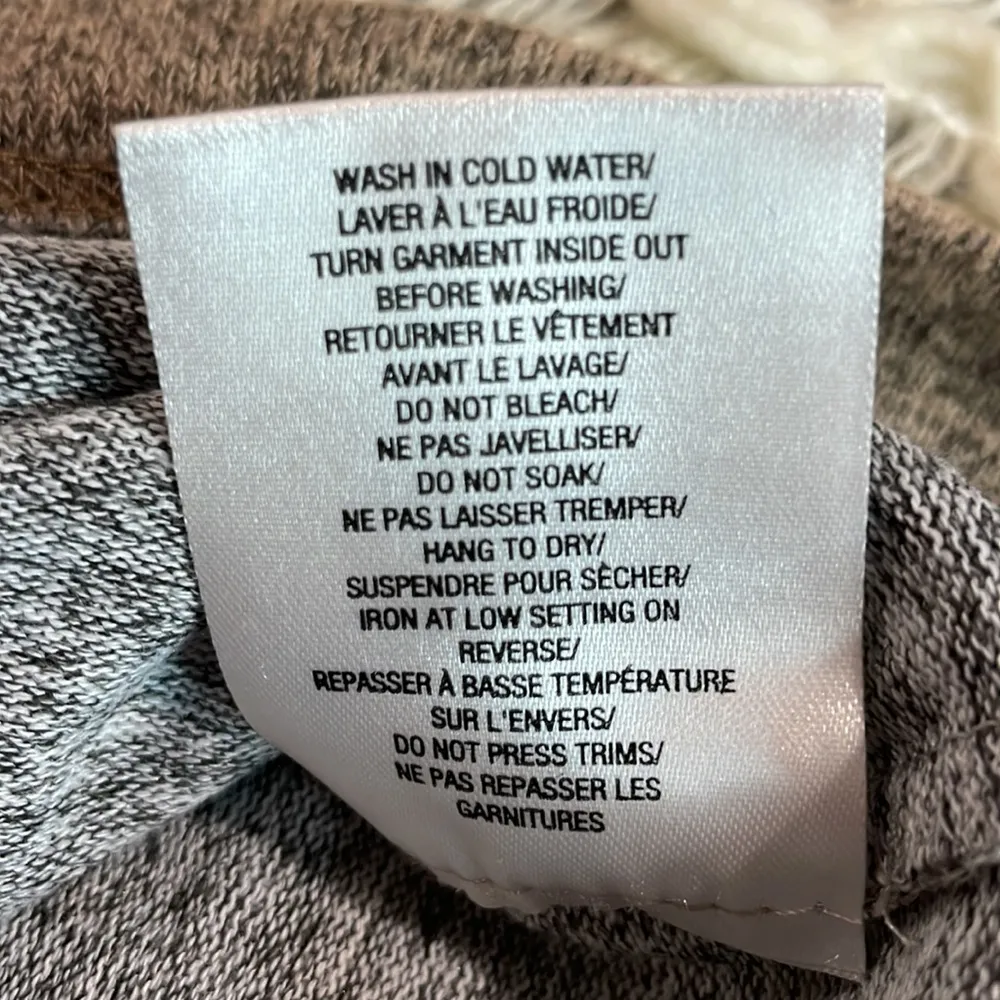 WASH IN COLD WATER/
LAVER À L'EAU FROIDE/
TURN GARMENT INSIDE OUT
BEFORE WASHING/
RETOURNER LE VÊTEMENT
AVANT LE LAVAGE/
DO NOT BLEACH/
NE PAS JAVELLISER/
DO NOT SOAK/
NE PAS LAISSER TREMPER/
HANG TO DRY/
SUSPENDRE POUR SÈCHER/
IRON AT LOW SETTING ON
REVERSE/
REPASSER À BASSE TEMPÉRATURE
SUR L'ENVERS/
DO NOT PRESS TRIMS/
NE PAS REPASSER LES
GARNITURES